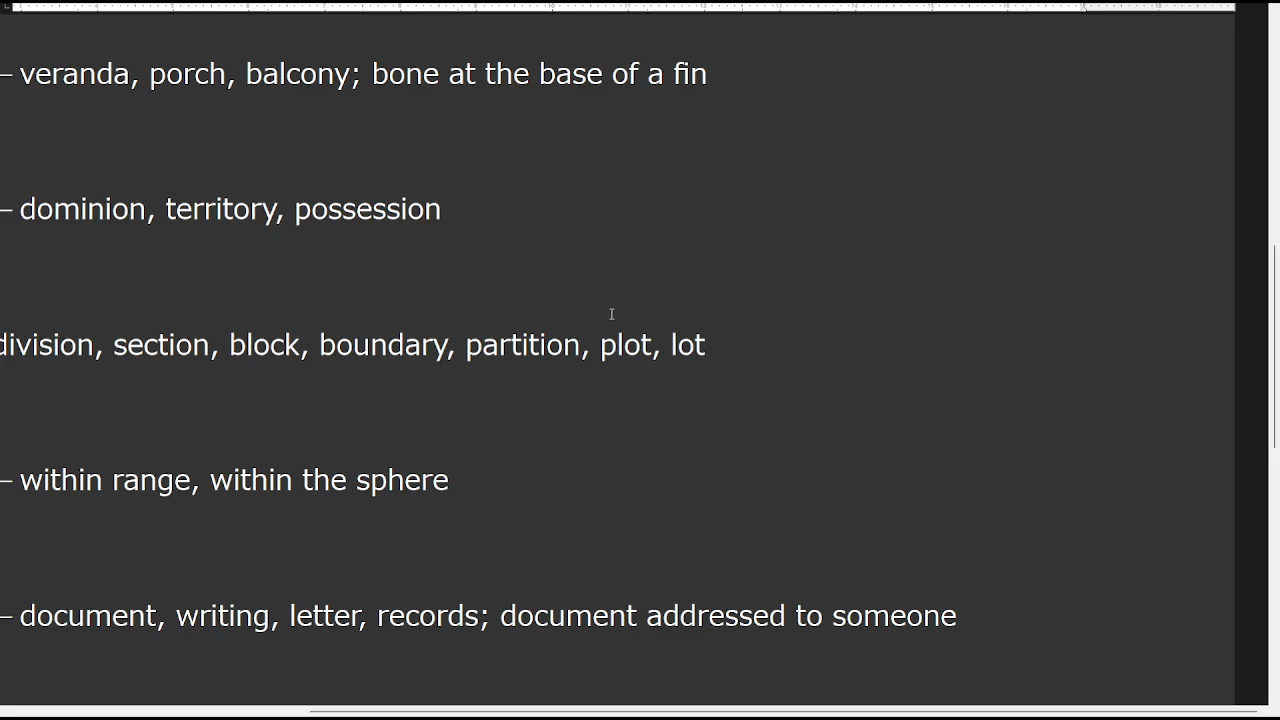 – veranda, porch, balcony; bone at the base of a fin
– dominion, territory, possession
division, section, block, boundary, partition, plot, lot
– within range, within the sphere
– document, writing, letter, records; document addressed to someone